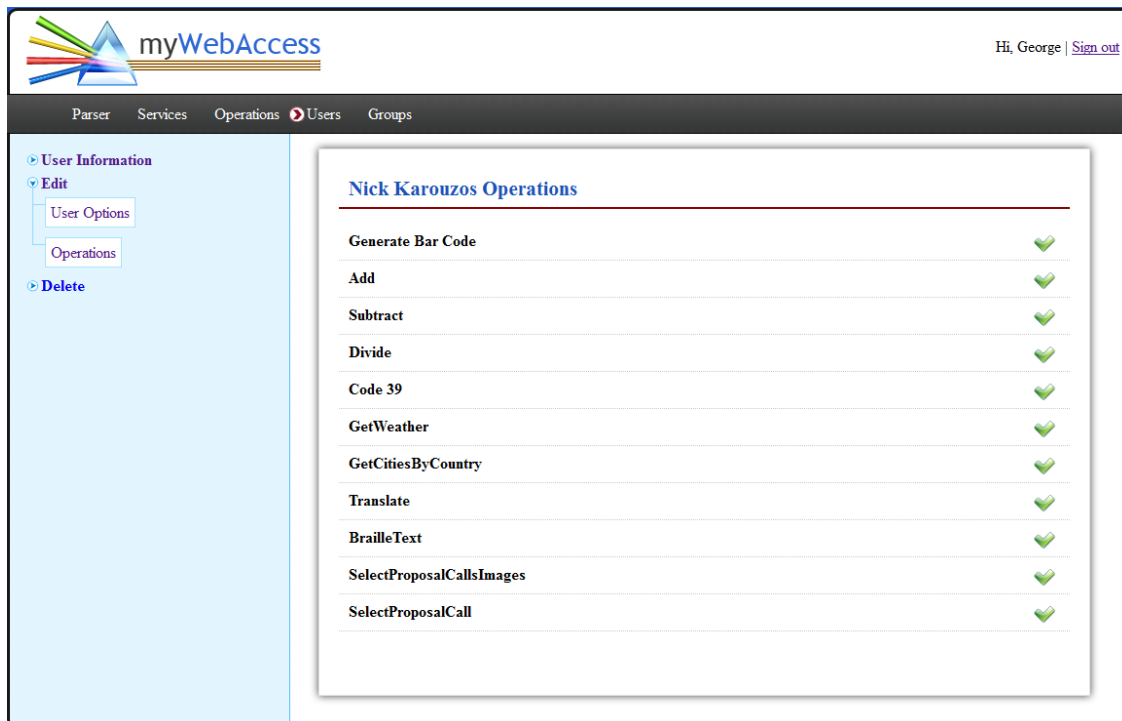 myWebAccess
Hi, George | Sign out
Parser Services Operations Users Groups
User Information
Edit
User Options
Operations
Delete
Nick Karouzos Operations
Generate Bar Code
Add
Subtract
Divide
Code 39
GetWeather
GetCitiesByCountry
Translate
BrailleText
SelectProposalCallsImages
SelectProposalCall